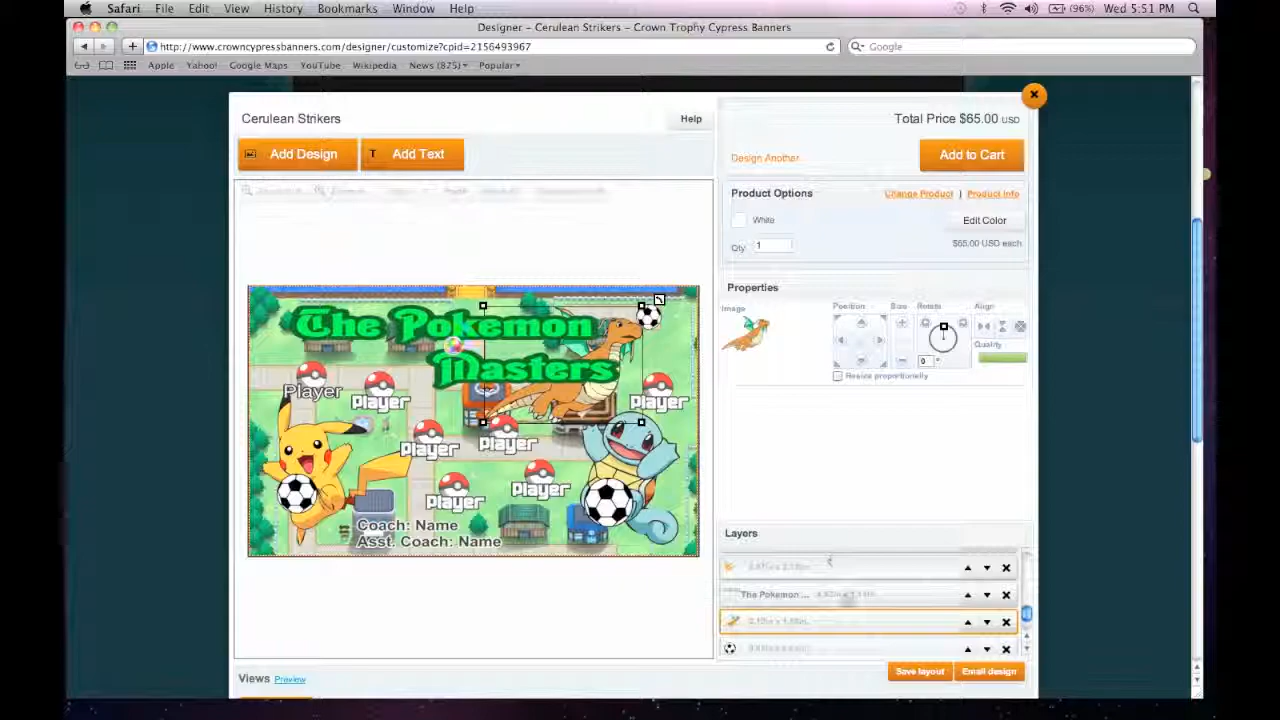 Safari File Edit View History Bookmarks Window Help (96%) Wed 5:51 PM
Designer - Cerulean Strikers - Crown Trophy Cypress Banners
http://www.crowncypressbanners.com/designer/customize?cpid=2156493967
Google
Apple Yahoo! Google Maps YouTube Wikipedia News (875) Popular
Cerulean Strikers
Help
Total Price $65.00 USD
Add Design
T Add Text
Design Another
Add to Cart
Product Options
Change Product | Product Info
White
Edit Color
Qty: 1
$65.00 USD each
Properties
Image
Position
Size
Rotate
Align
Quality
0 °
Resize proportionally
The Pokemon
Masters
Player
Player
Player
Player
Player
Player
Player
Coach: Name
Asst. Coach: Name
Layers
The Pokemon ...
Save layout
Email design
Views Preview